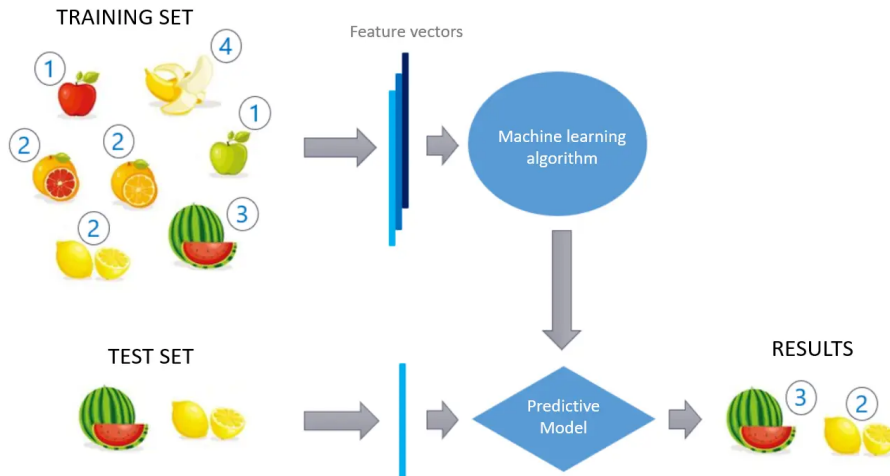 TRAINING SET
Feature vectors
4
1
1
2
2
3
2
Machine learning
algorithm
TEST SET
RESULTS
Predictive
Model
3
2